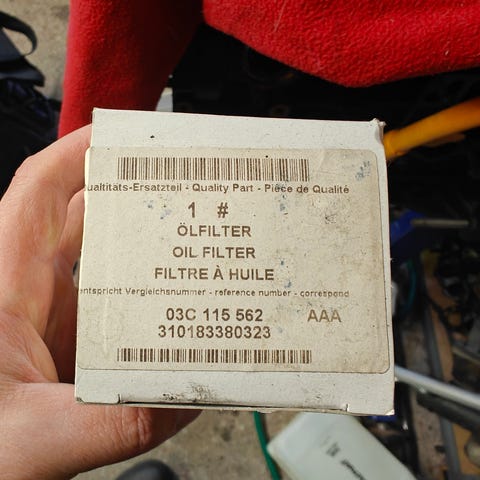 ualtitäts-Ersatzteil - Quality Part - Pièce de Qualité
1 #
ÖLFILTER
OIL FILTER
FILTRE À HUILE
entspricht Vergleichsnummer - reference number - correspond
03C 115 562 AAA
310183380323